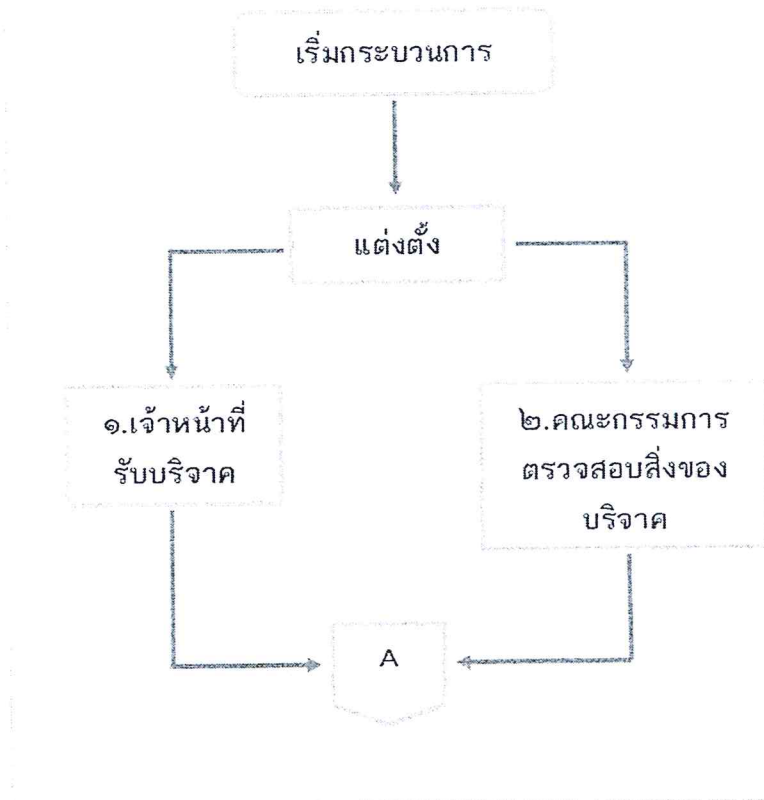 เริ่มกระบวนการ
แต่งตั้ง
๑.เจ้าหน้าที่
รับบริจาค
๒.คณะกรรมการ
ตรวจสอบสิ่งของ
บริจาค
A